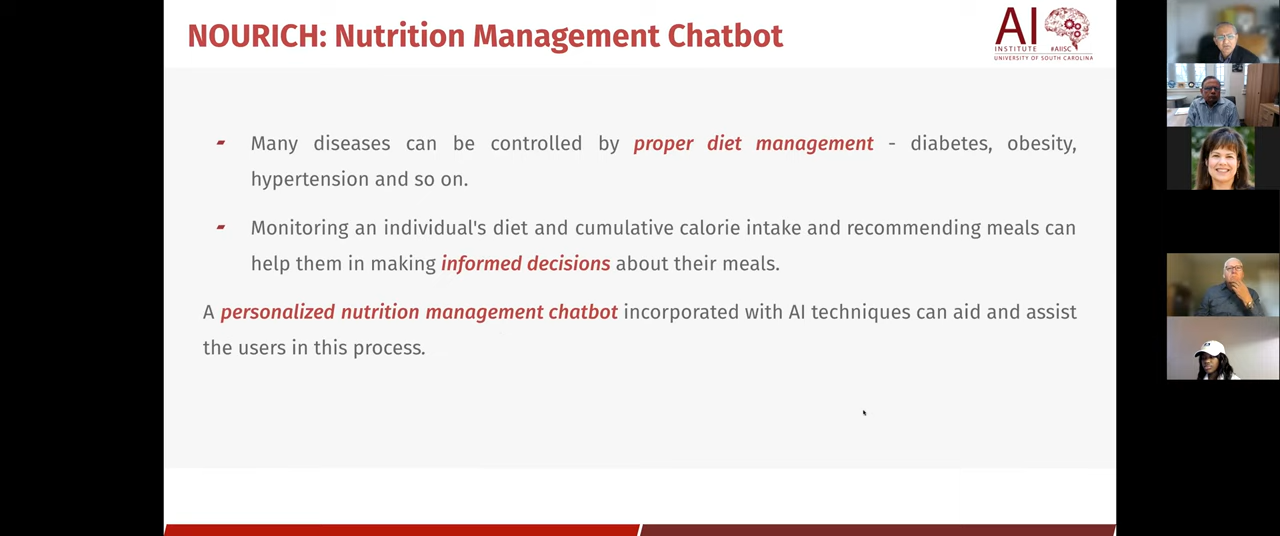 NOURICH: Nutrition Management Chatbot
AI
INSTITUTE #AIISC
UNIVERSITY OF SOUTH CAROLINA
Many diseases can be controlled by proper diet management - diabetes, obesity,
hypertension and so on.
Monitoring an individual's diet and cumulative calorie intake and recommending meals can
help them in making informed decisions about their meals.
A personalized nutrition management chatbot incorporated with AI techniques can aid and assist
the users in this process.